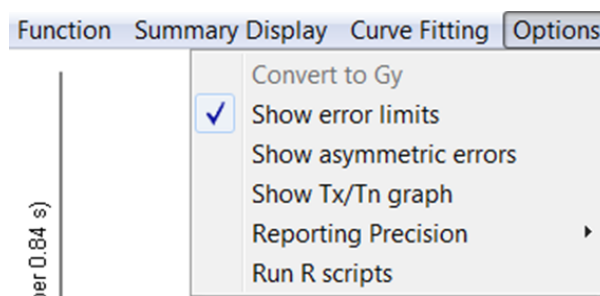 Function Summary Display Curve Fitting Options
Convert to Gy
Show error limits
Show asymmetric errors
Show Tx/Tn graph
Reporting Precision
Run R scripts
0.84 s)